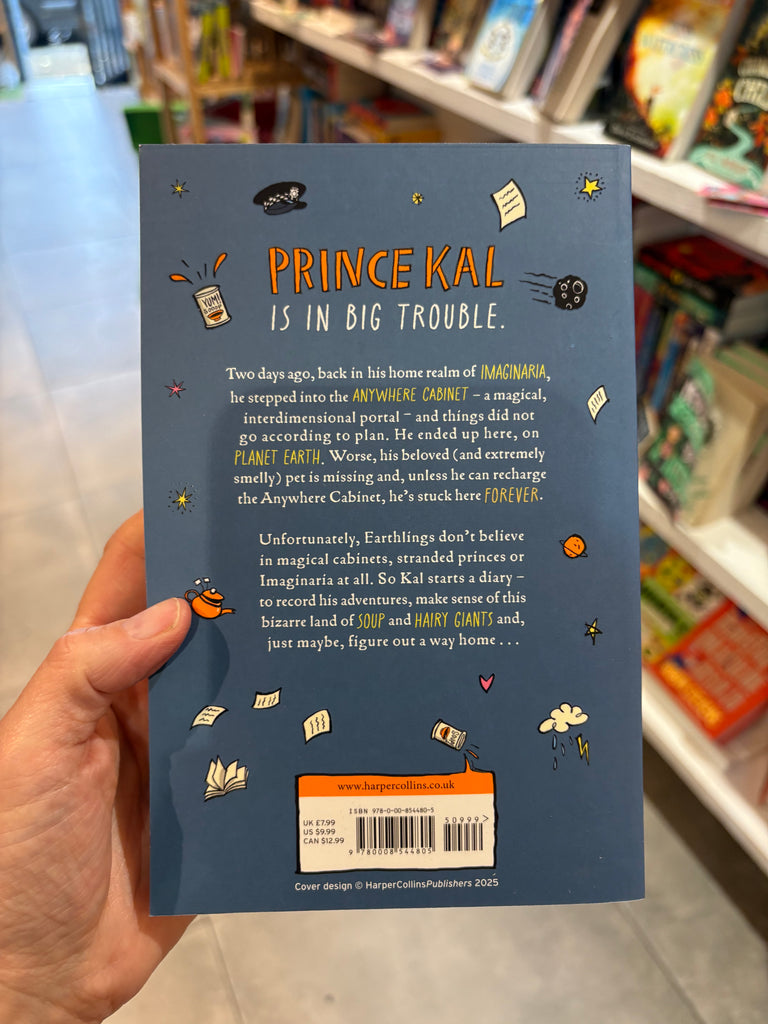 YUM!
PRINCE KAL
IS IN BIG TROUBLE.
Two days ago, back in his home realm of IMAGINARIA,
he stepped into the ANYWHERE CABINET – a magical,
interdimensional portal – and things did not
go according to plan. He ended up here, on
PLANET EARTH. Worse, his beloved (and extremely
smelly) pet is missing and, unless he can recharge
the Anywhere Cabinet, he's stuck here FOREVER.
Unfortunately, Earthlings don't believe
in magical cabinets, stranded princes or
Imaginaria at all. So Kal starts a diary –
to record his adventures, make sense of this
bizarre land of SOUP and HAIRY GIANTS and,
just maybe, figure out a way home . . .
www.harpercollins.co.uk
ISBN 978-0-00-854480-5
UK £7.99
US $9.99
CAN $12.99
50999>
9 780008 544805
Cover design © HarperCollinsPublishers 2025